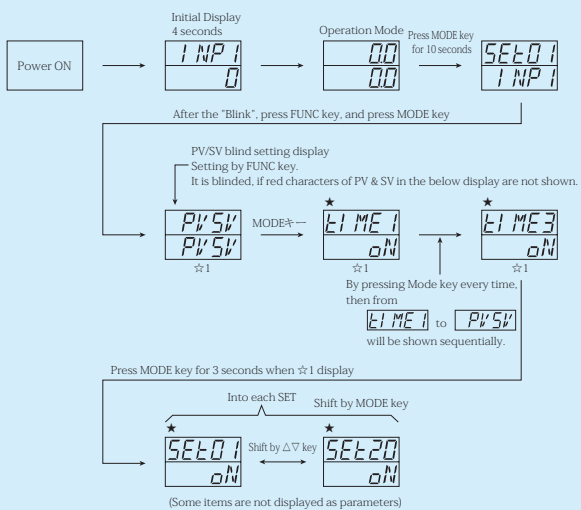 Initial Display
4 seconds
Power ON
INP1
0
Operation Mode
0.0
0.0
Press MODE key
for 10 seconds
SEt01
INP1
After the "Blink", press FUNC key, and press MODE key
PV/SV blind setting display
Setting by FUNC key.
It is blinded, if red characters of PV & SV in the below display are not shown.
PV SV
PV SV
☆1
MODEキー
★
tIME1
oN
☆1
★
tIME3
oN
☆1
By pressing Mode key every time,
then from
tIME1 to PV SV
will be shown sequentially.
Press MODE key for 3 seconds when ☆1 display
Into each SET
Shift by MODE key
★
SEt01
oN
Shift by △▽ key
★
SEt20
oN
(Some items are not displayed as parameters)